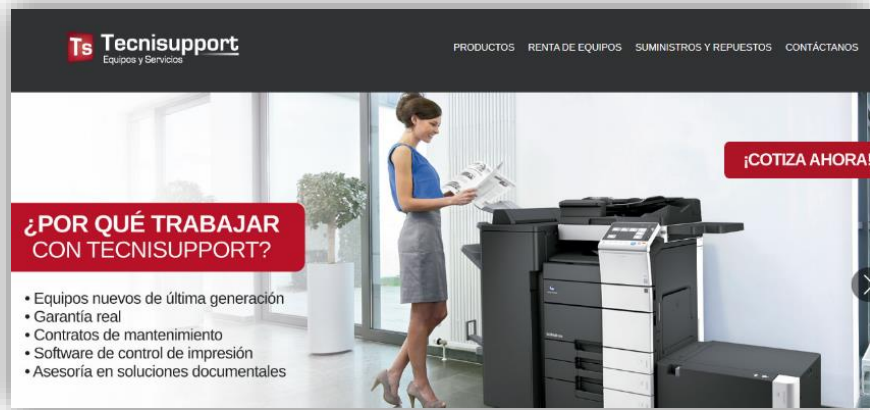 Ts Tecnisupport
Equipos y Servicios
PRODUCTOS RENTA DE EQUIPOS SUMINISTROS Y REPUESTOS CONTÁCTANOS
¡COTIZA AHORA!
¿POR QUÉ TRABAJAR
CON TECNISUPPORT?
• Equipos nuevos de última generación
• Garantía real
• Contratos de mantenimiento
• Software de control de impresión
• Asesoría en soluciones documentales